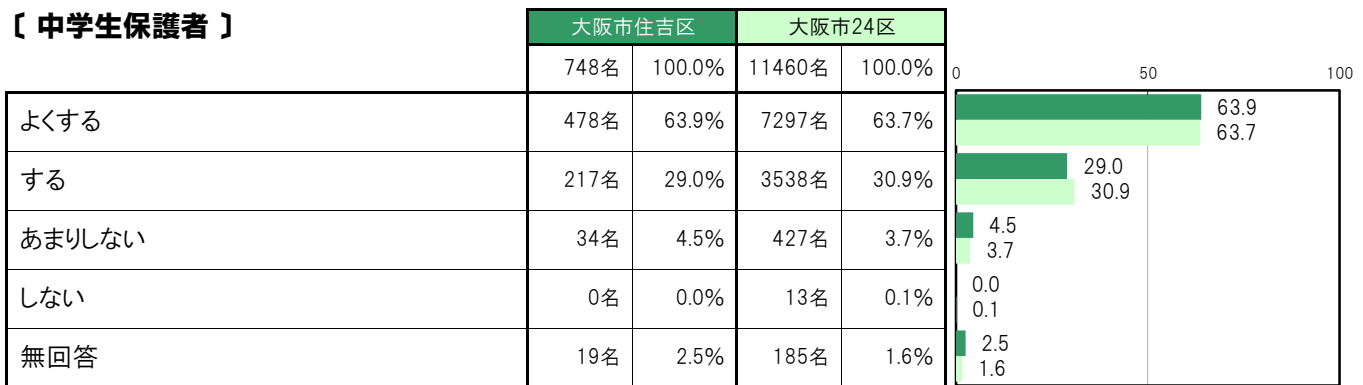 〔 中学生保護者 〕
大阪市住吉区 大阪市24区
748名 100.0% 11460名 100.0%
0 50 100
よくする 478名 63.9% 7297名 63.7%
63.9
63.7
する 217名 29.0% 3538名 30.9%
29.0
30.9
あまりしない 34名 4.5% 427名 3.7%
4.5
3.7
しない 0名 0.0% 13名 0.1%
0.0
0.1
無回答 19名 2.5% 185名 1.6%
2.5
1.6